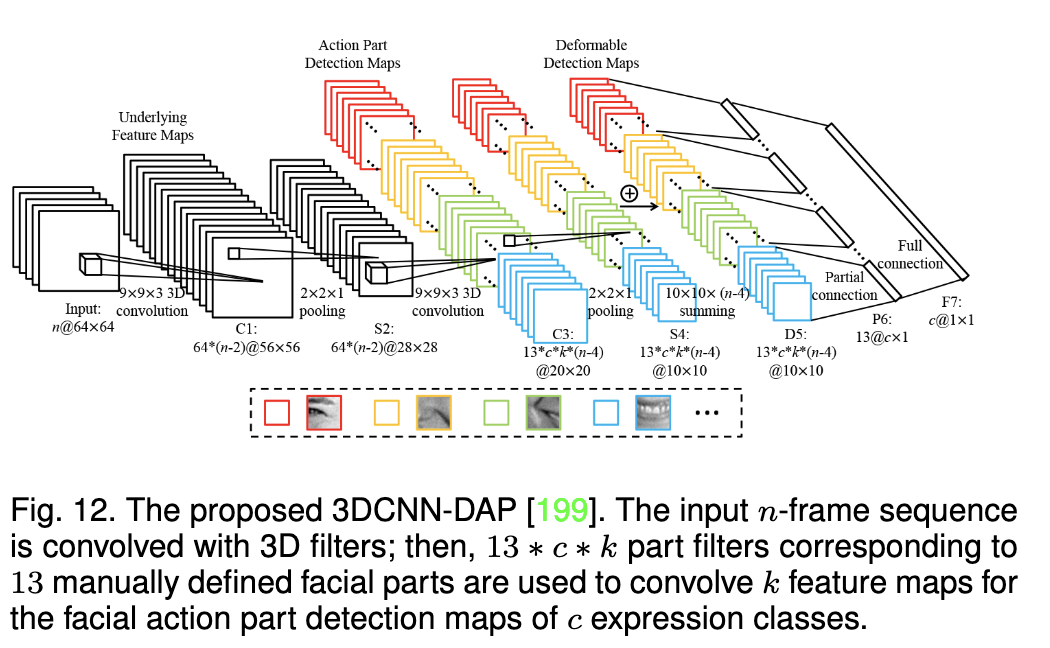 Action Part
Detection Maps
Deformable
Detection Maps
Underlying
Feature Maps
Input:
n@64×64
9×9×3 3D
convolution
C1:
64*(n-2)@56×56
2×2×1
pooling
S2:
64*(n-2)@28×28
9×9×3 3D
convolution
C3:
13*c*k*(n-4)
@20×20
2×2×1
pooling
S4:
13*c*k*(n-4)
@10×10
10×10× (n-4)
summing
D5:
13*c*k*(n-4)
@10×10
Partial
connection
P6:
13@c×1
Full
connection
F7:
c@1×1
Fig. 12. The proposed 3DCNN-DAP [199]. The input n-frame sequence
is convolved with 3D filters; then, 13 ∗ c ∗ k part filters corresponding to
13 manually defined facial parts are used to convolve k feature maps for
the facial action part detection maps of c expression classes.